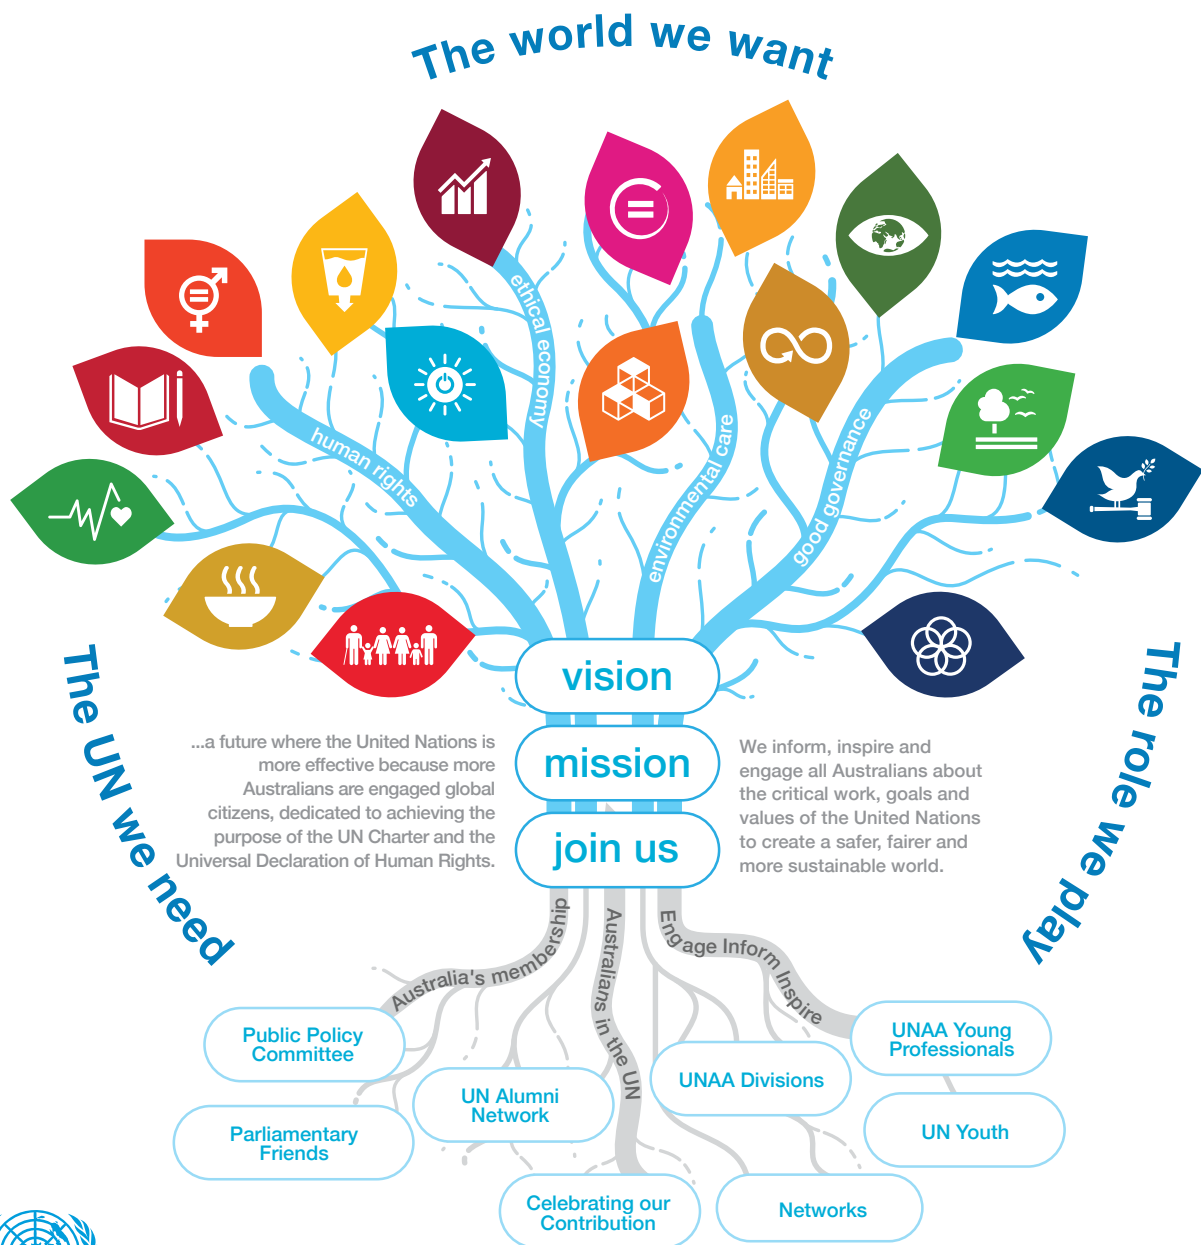 The world we want
ethical economy
human rights
environmental care
good governance
The UN we need
The role we play
vision
mission
join us
...a future where the United Nations is
more effective because more
Australians are engaged global
citizens, dedicated to achieving the
purpose of the UN Charter and the
Universal Declaration of Human Rights.
We inform, inspire and
engage all Australians about
the critical work, goals and
values of the United Nations
to create a safer, fairer and
more sustainable world.
Australia's membership
Australians in the UN
Engage Inform Inspire
Public Policy
Committee
UNAA Young
Professionals
UN Alumni
Network
UNAA Divisions
Parliamentary
Friends
UN Youth
Celebrating our
Contribution
Networks